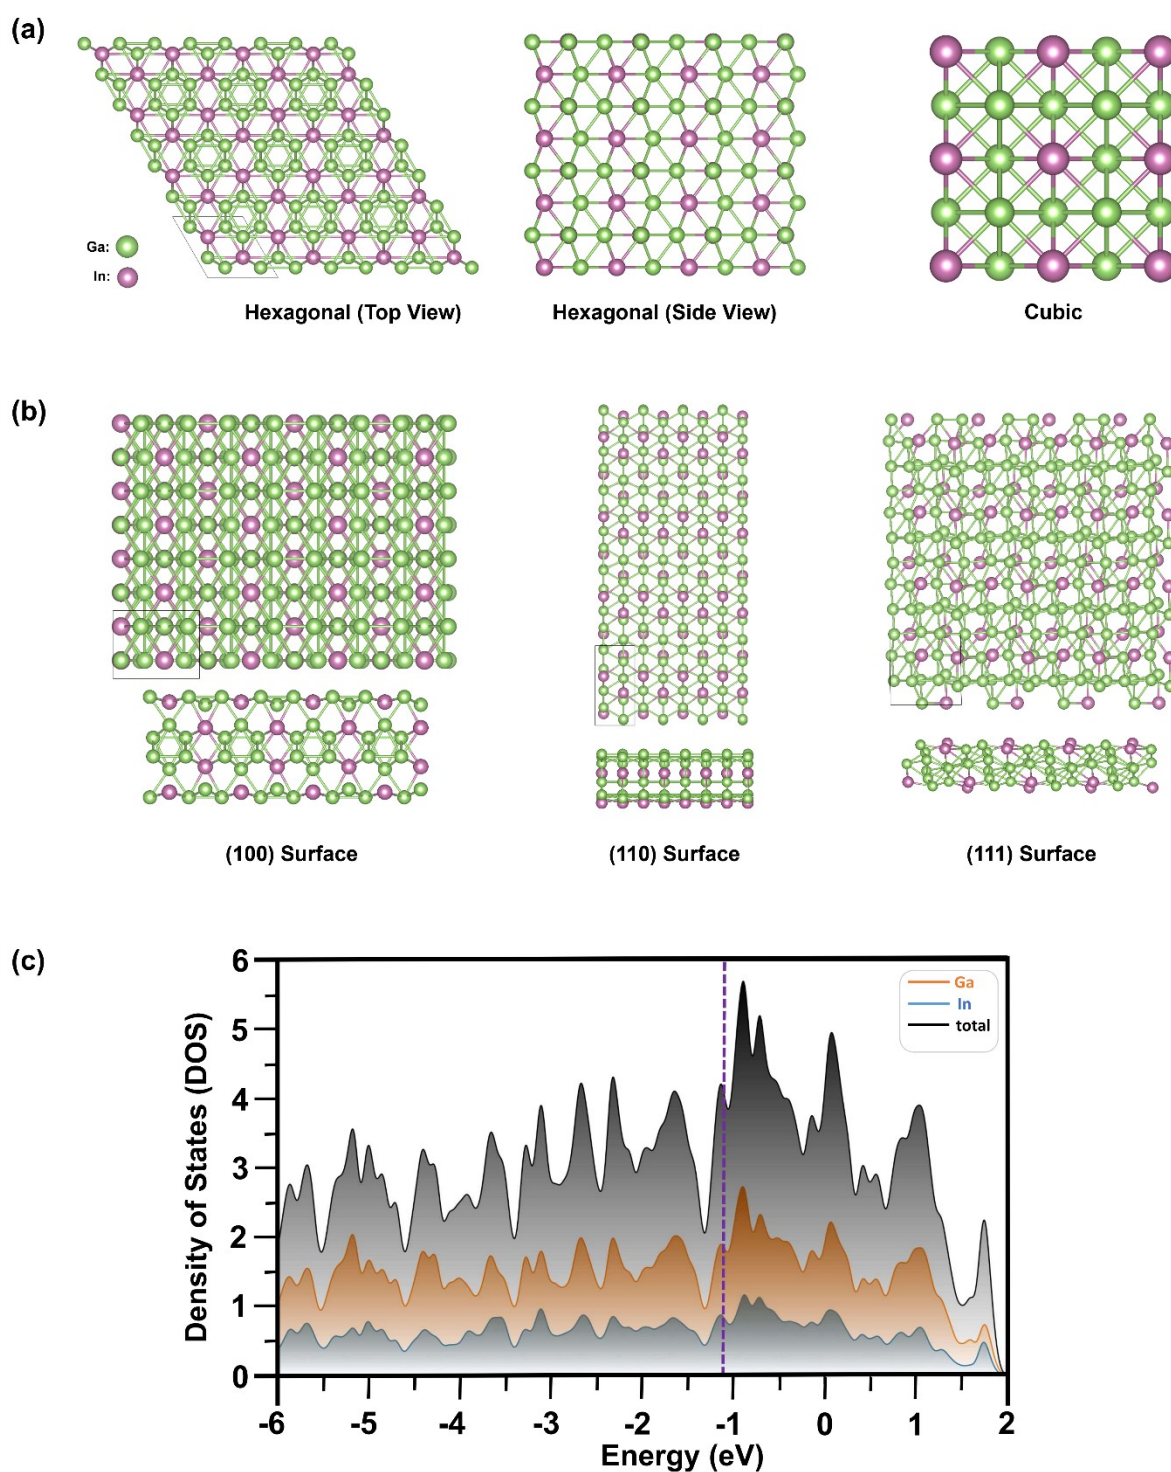 (a)
Ga:
In:
Hexagonal (Top View)
Hexagonal (Side View)
Cubic
(b)
(100) Surface
(110) Surface
(111) Surface
(c)
Density of States (DOS)
6
5
4
3
2
1
0
Ga
In
total
-6 -5 -4 -3 -2 -1 0 1 2
Energy (eV)